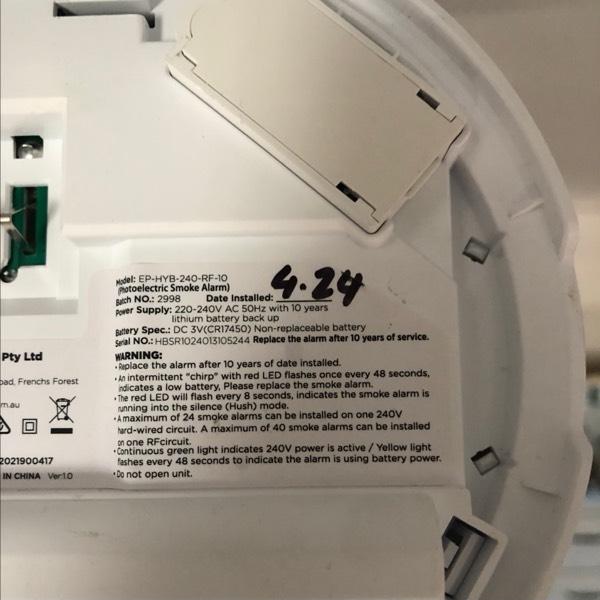 Model: EP-HYB-240-RF-10
(Photoelectric Smoke Alarm)
Batch NO.: 2998 Date Installed: 4.24
Power Supply: 220-240V AC 50Hz with 10 years
lithium battery back up
Battery Spec.: DC 3V(CR17450) Non-replaceable battery
Serial NO.: HBSR1024013105244 Replace the alarm after 10 years of service.
WARNING:
• Replace the alarm after 10 years of date installed.
• An intermittent "chirp" with red LED flashes once every 48 seconds,
indicates a low battery, Please replace the smoke alarm.
• The red LED will flash every 8 seconds, indicates the smoke alarm is
running into the silence (Hush) mode.
• A maximum of 24 smoke alarms can be installed on one 240V
hard-wired circuit. A maximum of 40 smoke alarms can be installed
on one RFcircuit.
• Continuous green light indicates 240V power is active / Yellow light
flashes every 48 seconds to indicate the alarm is using battery power.
• Do not open unit.
Pty Ltd
oad, Frenchs Forest
m.au
2021900417
IN CHINA Ver:1.0